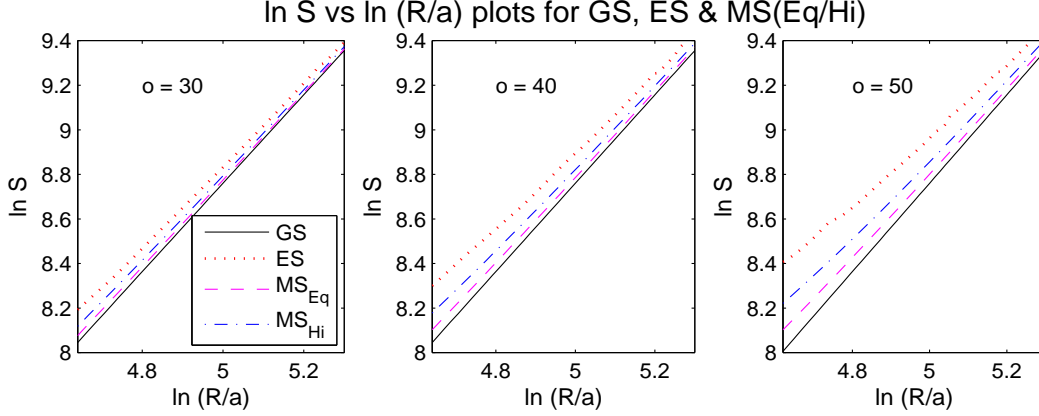 ln S vs ln (R/a) plots for GS, ES & MS(Eq/Hi)
ln S
9.4
9.2
9
8.8
8.6
8.4
8.2
8
o = 30
GS
ES
MS_Eq
MS_Hi
4.8
5
5.2
ln (R/a)
ln S
9.4
9.2
9
8.8
8.6
8.4
8.2
8
o = 40
4.8
5
5.2
ln (R/a)
ln S
9.4
9.2
9
8.8
8.6
8.4
8.2
8
o = 50
4.8
5
5.2
ln (R/a)